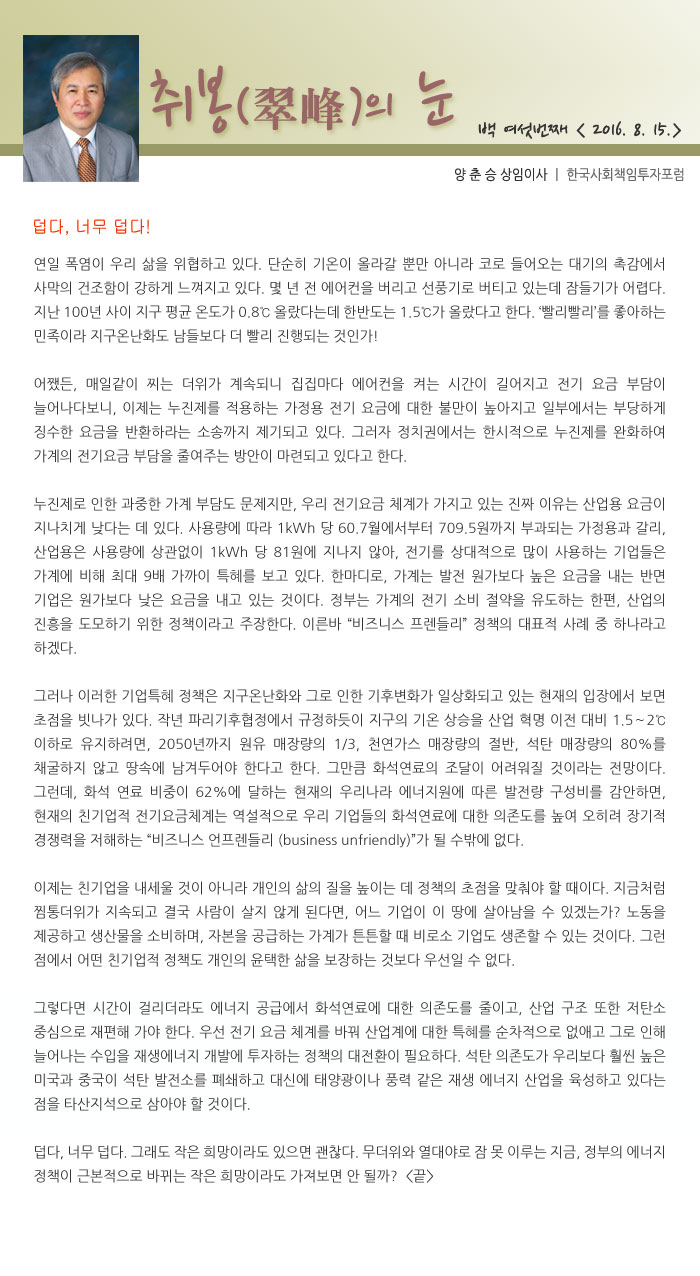 취봉(翠峰)의 눈
백 여섯번째 < 2016. 8. 15.>
양 춘 승 상임이사 | 한국사회책임투자포럼
덥다, 너무 덥다!
연일 폭염이 우리 삶을 위협하고 있다. 단순히 기온이 올라갈 뿐만 아니라 코로 들어오는 대기의 촉감에서
사막의 건조함이 강하게 느껴지고 있다. 몇 년 전 에어컨을 버리고 선풍기로 버티고 있는데 잠들기가 어렵다.
지난 100년 사이 지구 평균 온도가 0.8℃ 올랐다는데 한반도는 1.5℃가 올랐다고 한다. ‘빨리빨리’를 좋아하는
민족이라 지구온난화도 남들보다 더 빨리 진행되는 것인가!
어쨌든, 매일같이 찌는 더위가 계속되니 집집마다 에어컨을 켜는 시간이 길어지고 전기 요금 부담이
늘어나다보니, 이제는 누진제를 적용하는 가정용 전기 요금에 대한 불만이 높아지고 일부에서는 부당하게
징수한 요금을 반환하라는 소송까지 제기되고 있다. 그러자 정치권에서는 한시적으로 누진제를 완화하여
가계의 전기요금 부담을 줄여주는 방안이 마련되고 있다고 한다.
누진제로 인한 과중한 가계 부담도 문제지만, 우리 전기요금 체계가 가지고 있는 진짜 이유는 산업용 요금이
지나치게 낮다는 데 있다. 사용량에 따라 1kWh 당 60.7월에서부터 709.5원까지 부과되는 가정용과 갈리,
산업용은 사용량에 상관없이 1kWh 당 81원에 지나지 않아, 전기를 상대적으로 많이 사용하는 기업들은
가계에 비해 최대 9배 가까이 특혜를 보고 있다. 한마디로, 가계는 발전 원가보다 높은 요금을 내는 반면
기업은 원가보다 낮은 요금을 내고 있는 것이다. 정부는 가계의 전기 소비 절약을 유도하는 한편, 산업의
진흥을 도모하기 위한 정책이라고 주장한다. 이른바 “비즈니스 프렌들리” 정책의 대표적 사례 중 하나라고
하겠다.
그러나 이러한 기업특혜 정책은 지구온난화와 그로 인한 기후변화가 일상화되고 있는 현재의 입장에서 보면
초점을 빗나가 있다. 작년 파리기후협정에서 규정하듯이 지구의 기온 상승을 산업 혁명 이전 대비 1.5~2℃
이하로 유지하려면, 2050년까지 원유 매장량의 1/3, 천연가스 매장량의 절반, 석탄 매장량의 80%를
채굴하지 않고 땅속에 남겨두어야 한다고 한다. 그만큼 화석연료의 조달이 어려워질 것이라는 전망이다.
그런데, 화석 연료 비중이 62%에 달하는 현재의 우리나라 에너지원에 따른 발전량 구성비를 감안하면,
현재의 친기업적 전기요금체계는 역설적으로 우리 기업들의 화석연료에 대한 의존도를 높여 오히려 장기적
경쟁력을 저해하는 “비즈니스 언프렌들리 (business unfriendly)”가 될 수밖에 없다.
이제는 친기업을 내세울 것이 아니라 개인의 삶의 질을 높이는 데 정책의 초점을 맞춰야 할 때이다. 지금처럼
찜통더위가 지속되고 결국 사람이 살지 않게 된다면, 어느 기업이 이 땅에 살아남을 수 있겠는가? 노동을
제공하고 생산물을 소비하며, 자본을 공급하는 가계가 튼튼할 때 비로소 기업도 생존할 수 있는 것이다. 그런
점에서 어떤 친기업적 정책도 개인의 윤택한 삶을 보장하는 것보다 우선일 수 없다.
그렇다면 시간이 걸리더라도 에너지 공급에서 화석연료에 대한 의존도를 줄이고, 산업 구조 또한 저탄소
중심으로 재편해 가야 한다. 우선 전기 요금 체계를 바꿔 산업계에 대한 특혜를 순차적으로 없애고 그로 인해
늘어나는 수입을 재생에너지 개발에 투자하는 정책의 대전환이 필요하다. 석탄 의존도가 우리보다 훨씬 높은
미국과 중국이 석탄 발전소를 폐쇄하고 대신에 태양광이나 풍력 같은 재생 에너지 산업을 육성하고 있다는
점을 타산지석으로 삼아야 할 것이다.
덥다, 너무 덥다. 그래도 작은 희망이라도 있으면 괜찮다. 무더위와 열대야로 잠 못 이루는 지금, 정부의 에너지
정책이 근본적으로 바뀌는 작은 희망이라도 가져보면 안 될까? <끝>